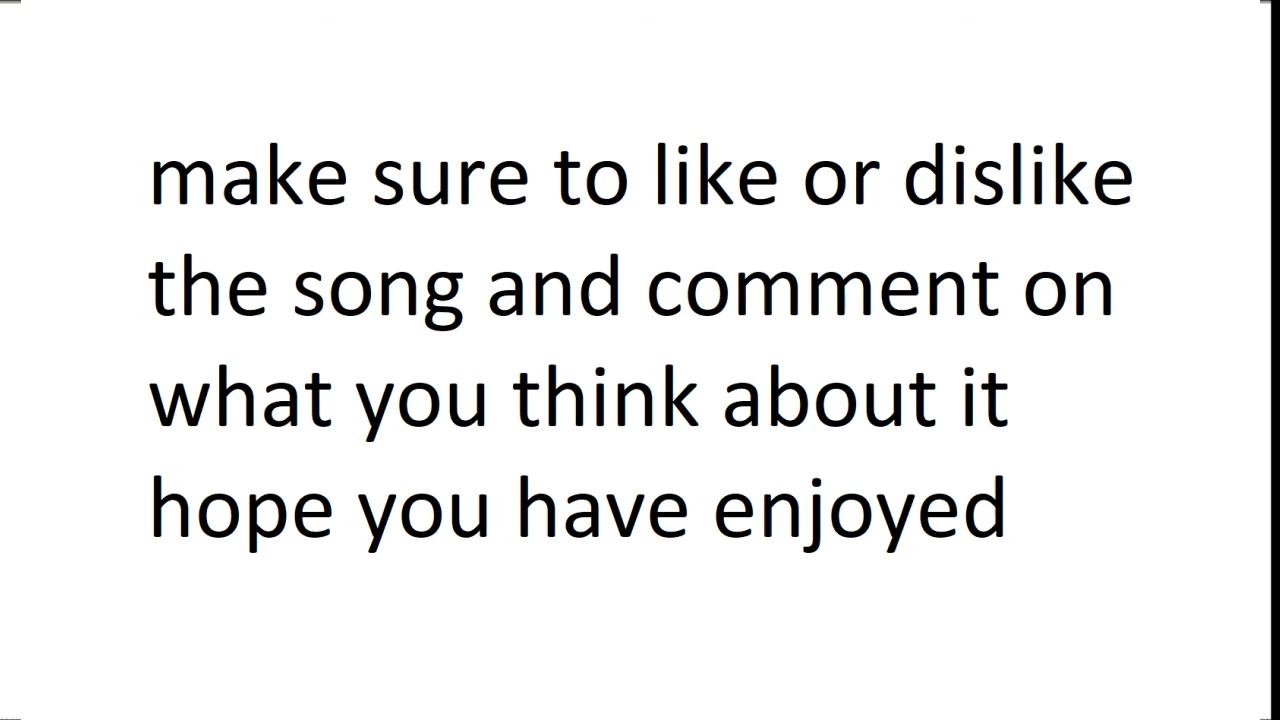 make sure to like or dislike
the song and comment on
what you think about it
hope you have enjoyed